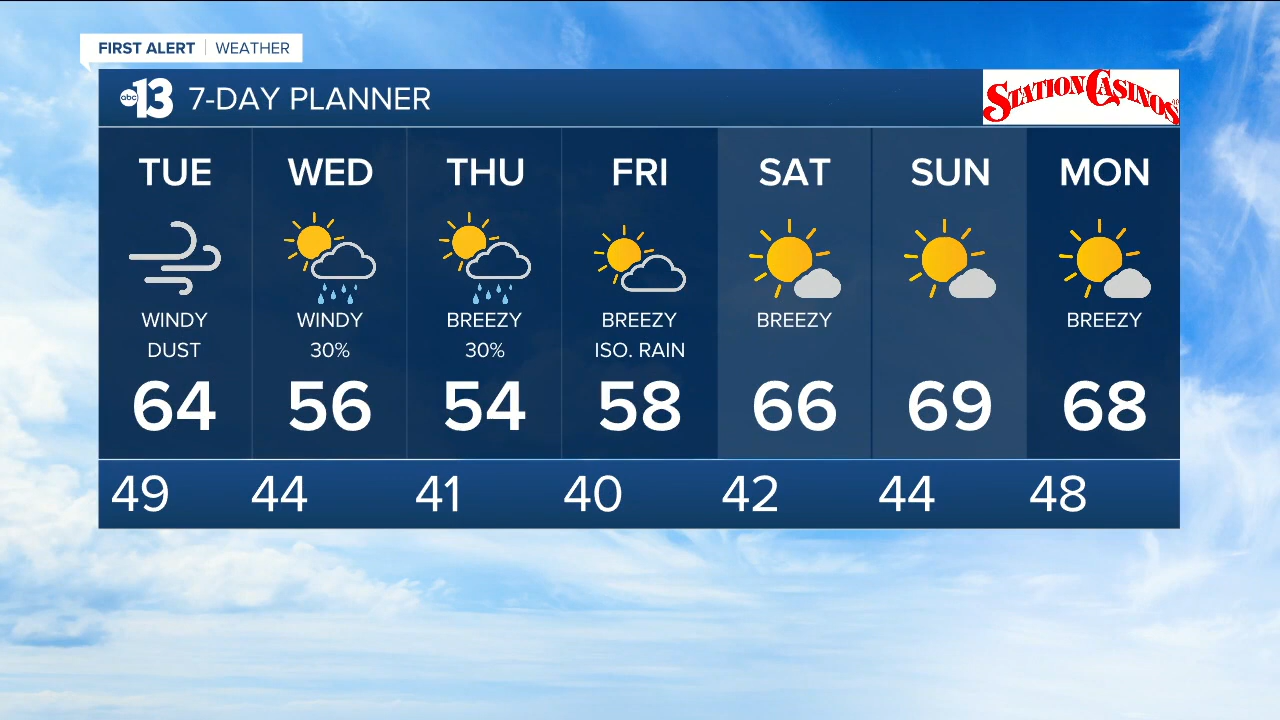 FIRST ALERT | WEATHER
abc 13 7-DAY PLANNER STATION CASINOS
TUE WED THU FRI SAT SUN MON
WINDY WINDY BREEZY BREEZY BREEZY BREEZY
DUST 30% 30% ISO. RAIN
64 56 54 58 66 69 68
49 44 41 40 42 44 48